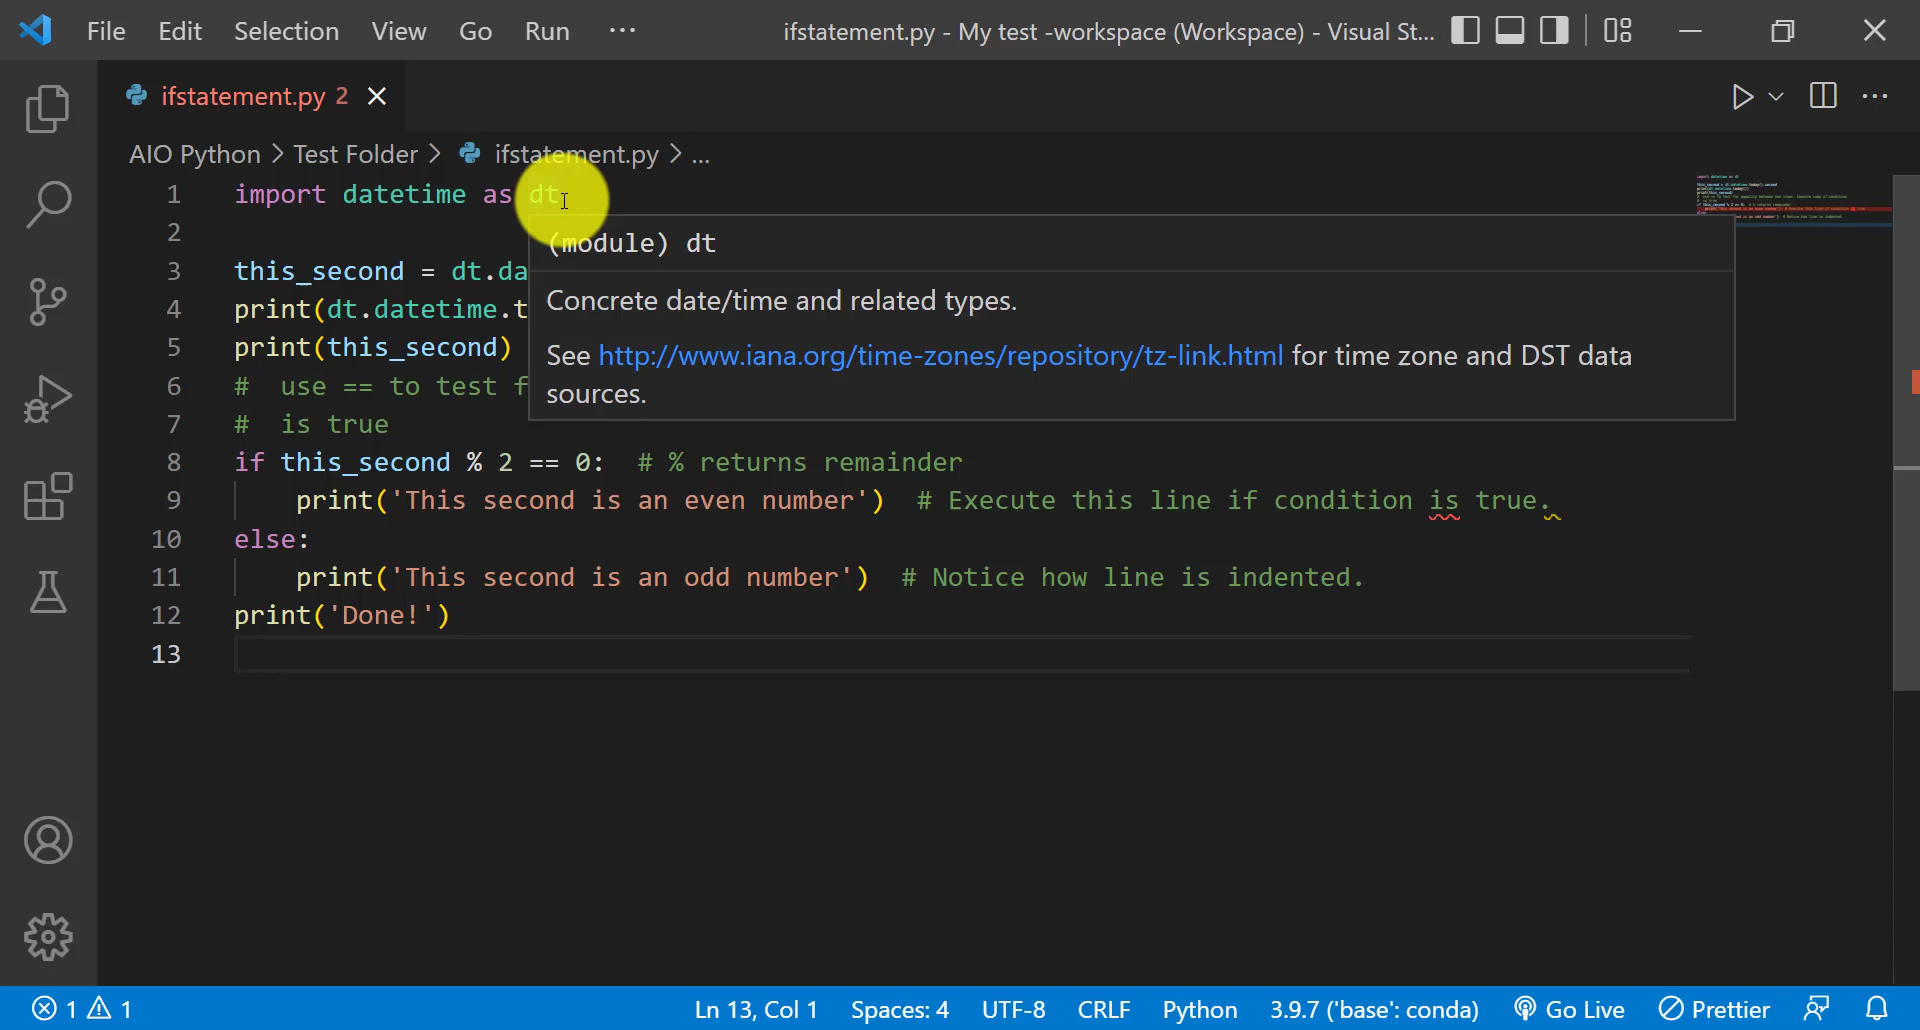 File Edit Selection View Go Run ··· ifstatement.py - My test -workspace (Workspace) - Visual St...
ifstatement.py 2
AIO Python > Test Folder > ifstatement.py > ...
1 import datetime as dt
2
(module) dt
3 this_second = dt.da
Concrete date/time and related types.
4 print(dt.datetime.t
5 print(this_second)
See http://www.iana.org/time-zones/repository/tz-link.html for time zone and DST data
sources.
6 #  use == to test f
7 #  is true
8 if this_second % 2 == 0:  # % returns remainder
9     print('This second is an even number')  # Execute this line if condition is true.
10 else:
11     print('This second is an odd number')  # Notice how line is indented.
12 print('Done!')
13
1 1 Ln 13, Col 1 Spaces: 4 UTF-8 CRLF Python 3.9.7 ('base': conda) Go Live Prettier